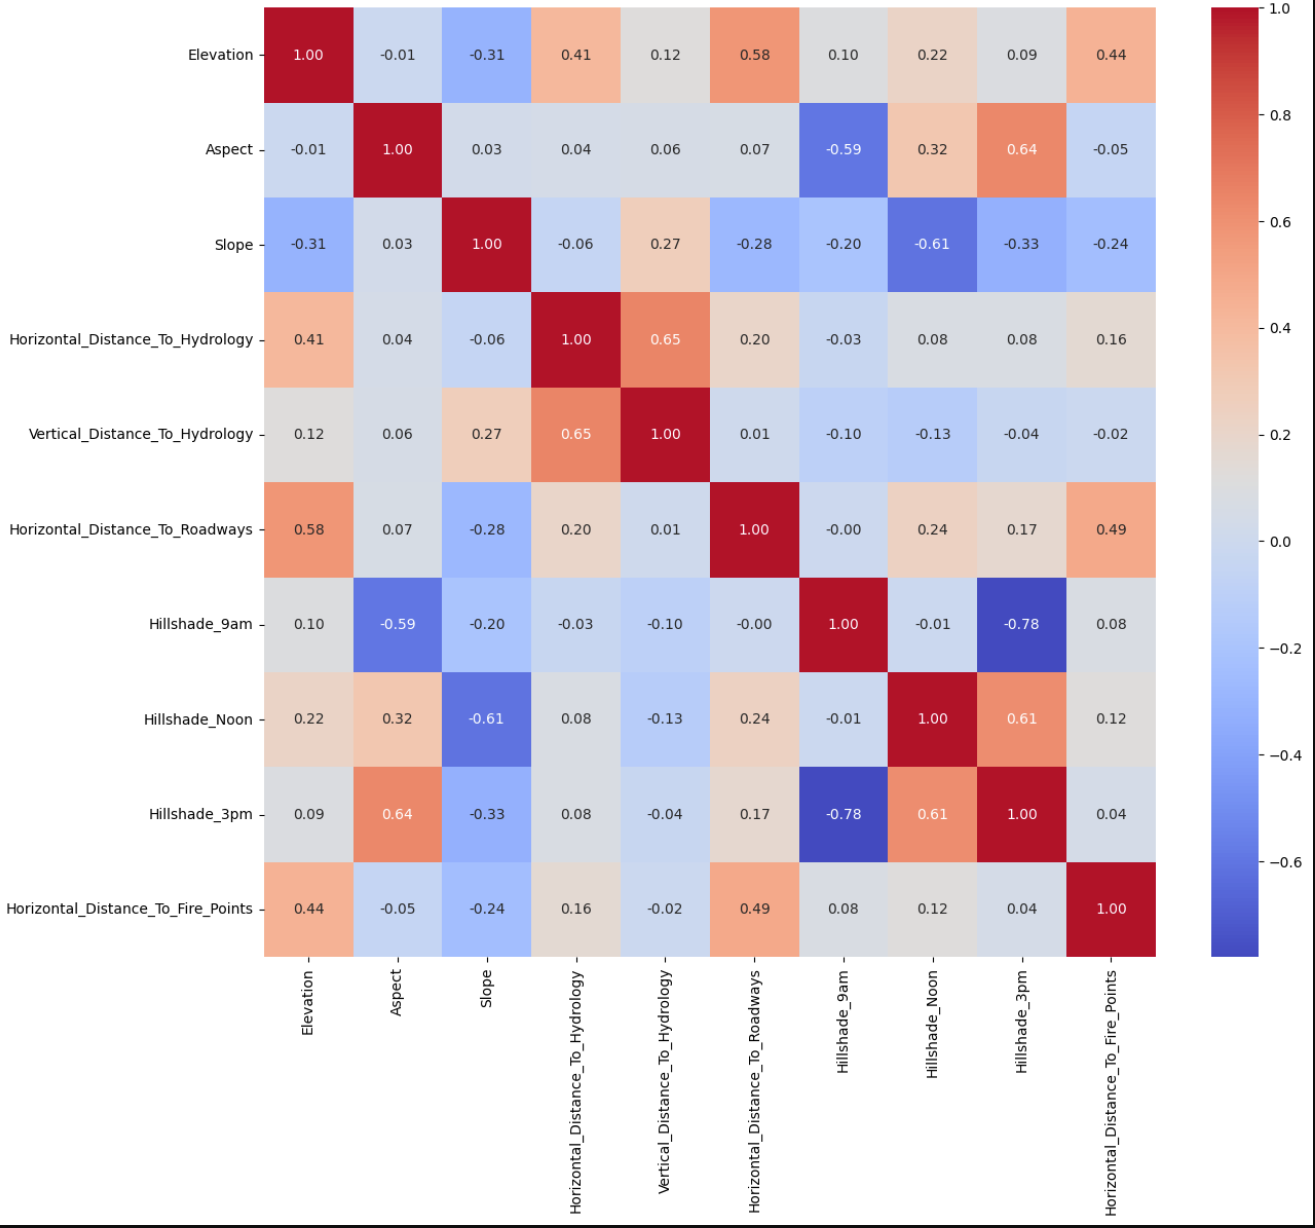 Elevation 1.00 -0.01 -0.31 0.41 0.12 0.58 0.10 0.22 0.09 0.44
Aspect -0.01 1.00 0.03 0.04 0.06 0.07 -0.59 0.32 0.64 -0.05
Slope -0.31 0.03 1.00 -0.06 0.27 -0.28 -0.20 -0.61 -0.33 -0.24
Horizontal_Distance_To_Hydrology 0.41 0.04 -0.06 1.00 0.65 0.20 -0.03 0.08 0.08 0.16
Vertical_Distance_To_Hydrology 0.12 0.06 0.27 0.65 1.00 0.01 -0.10 -0.13 -0.04 -0.02
Horizontal_Distance_To_Roadways 0.58 0.07 -0.28 0.20 0.01 1.00 -0.00 0.24 0.17 0.49
Hillshade_9am 0.10 -0.59 -0.20 -0.03 -0.10 -0.00 1.00 -0.01 -0.78 0.08
Hillshade_Noon 0.22 0.32 -0.61 0.08 -0.13 0.24 -0.01 1.00 0.61 0.12
Hillshade_3pm 0.09 0.64 -0.33 0.08 -0.04 0.17 -0.78 0.61 1.00 0.04
Horizontal_Distance_To_Fire_Points 0.44 -0.05 -0.24 0.16 -0.02 0.49 0.08 0.12 0.04 1.00
Elevation
Aspect
Slope
Horizontal_Distance_To_Hydrology
Vertical_Distance_To_Hydrology
Horizontal_Distance_To_Roadways
Hillshade_9am
Hillshade_Noon
Hillshade_3pm
Horizontal_Distance_To_Fire_Points
1.0
0.8
0.6
0.4
0.2
0.0
−0.2
−0.4
−0.6